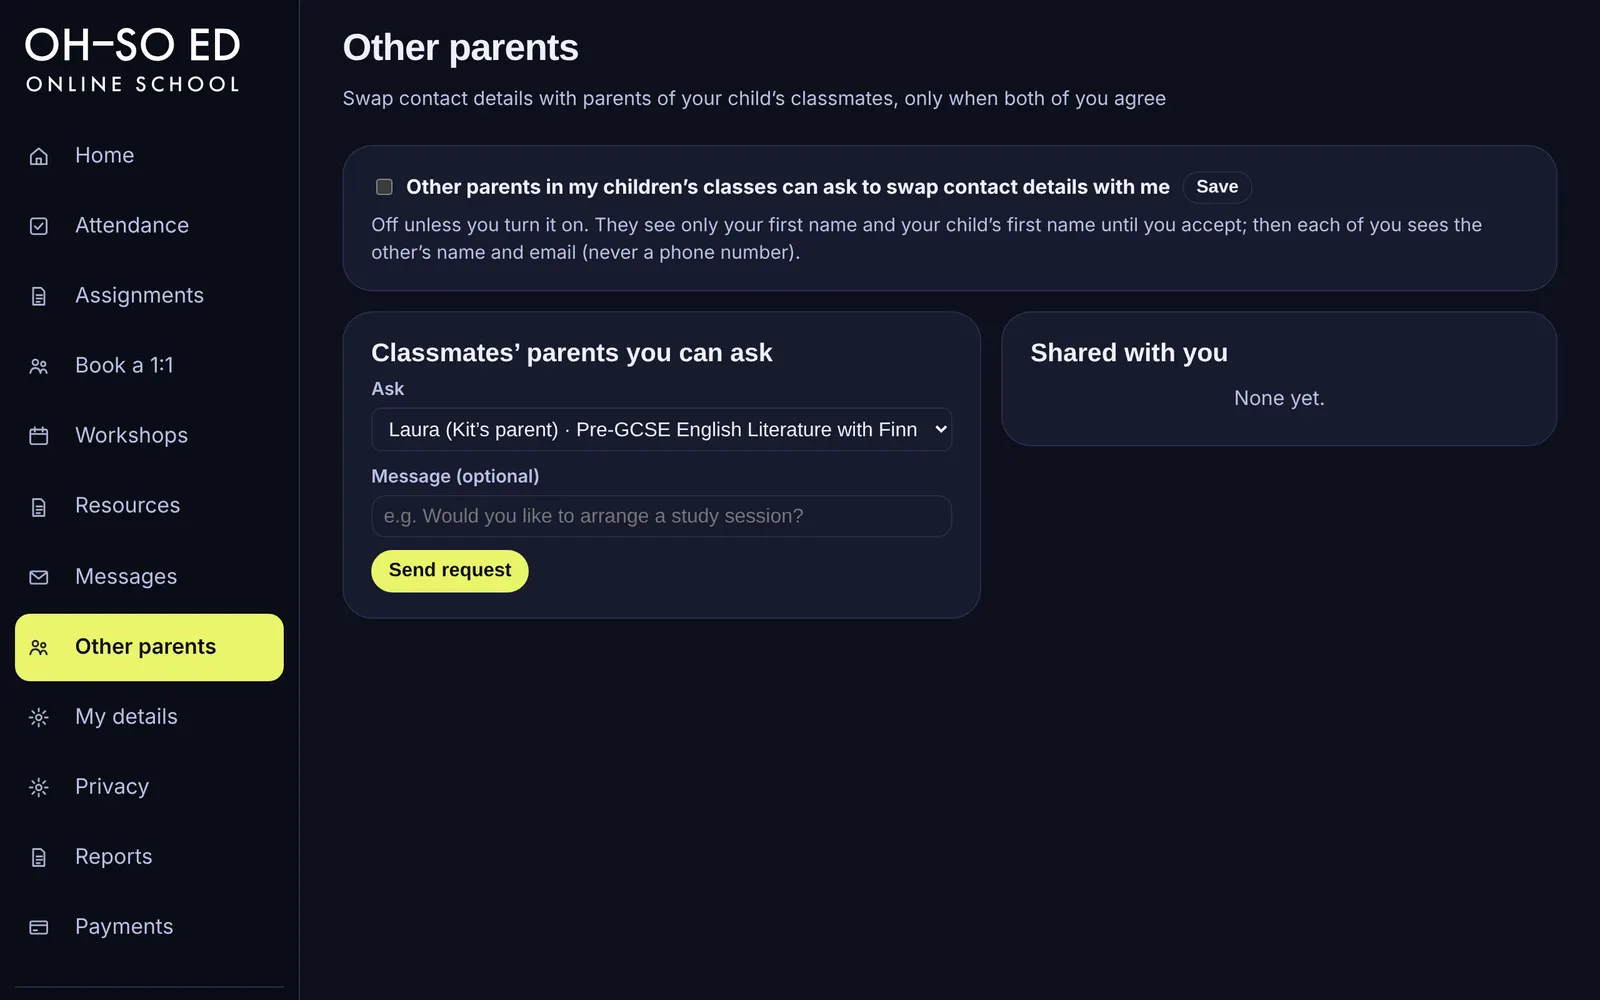 OH–SO ED
ONLINE SCHOOL
Home
Attendance
Assignments
Book a 1:1
Workshops
Resources
Messages
Other parents
My details
Privacy
Reports
Payments
Other parents
Swap contact details with parents of your child’s classmates, only when both of you agree
Other parents in my children’s classes can ask to swap contact details with me
Save
Off unless you turn it on. They see only your first name and your child’s first name until you accept; then each of you sees the
other’s name and email (never a phone number).
Classmates’ parents you can ask
Ask
Laura (Kit’s parent) · Pre-GCSE English Literature with Finn
Message (optional)
e.g. Would you like to arrange a study session?
Send request
Shared with you
None yet.